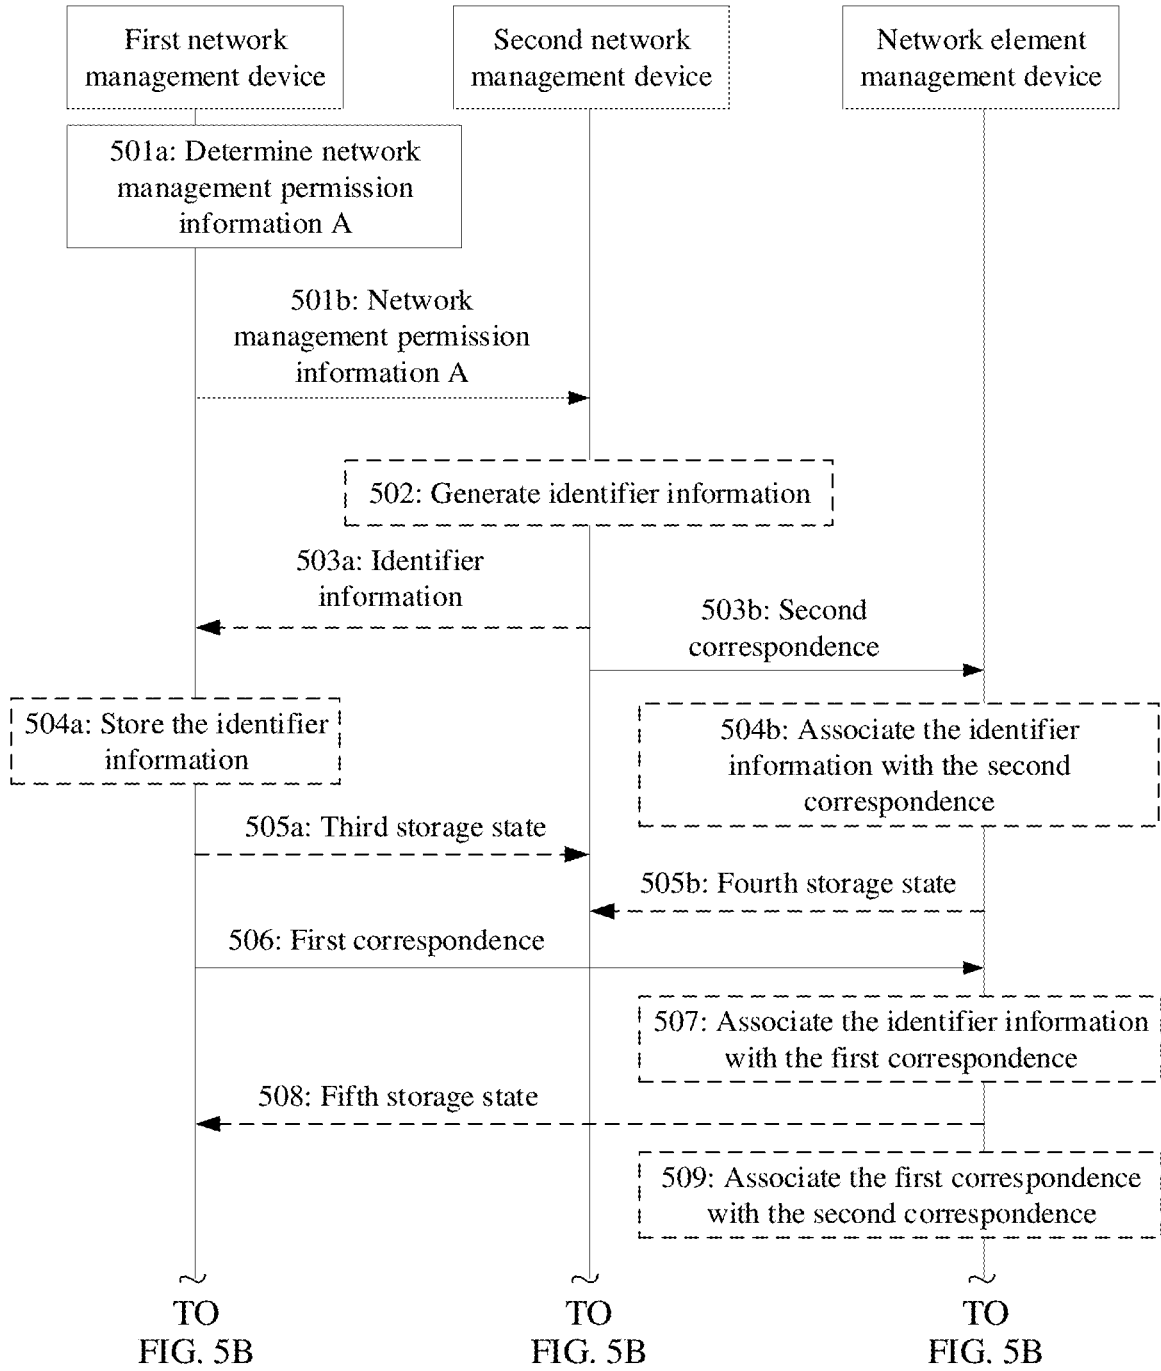 First network
management device
Second network
management device
Network element
management device
501a: Determine network
management permission
information A
501b: Network
management permission
information A
502: Generate identifier information
503a: Identifier
information
503b: Second
correspondence
504a: Store the identifier
information
504b: Associate the identifier
information with the second
correspondence
505a: Third storage state
505b: Fourth storage state
506: First correspondence
507: Associate the identifier information
with the first correspondence
508: Fifth storage state
509: Associate the first correspondence
with the second correspondence
TO
FIG. 5B
TO
FIG. 5B
TO
FIG. 5B